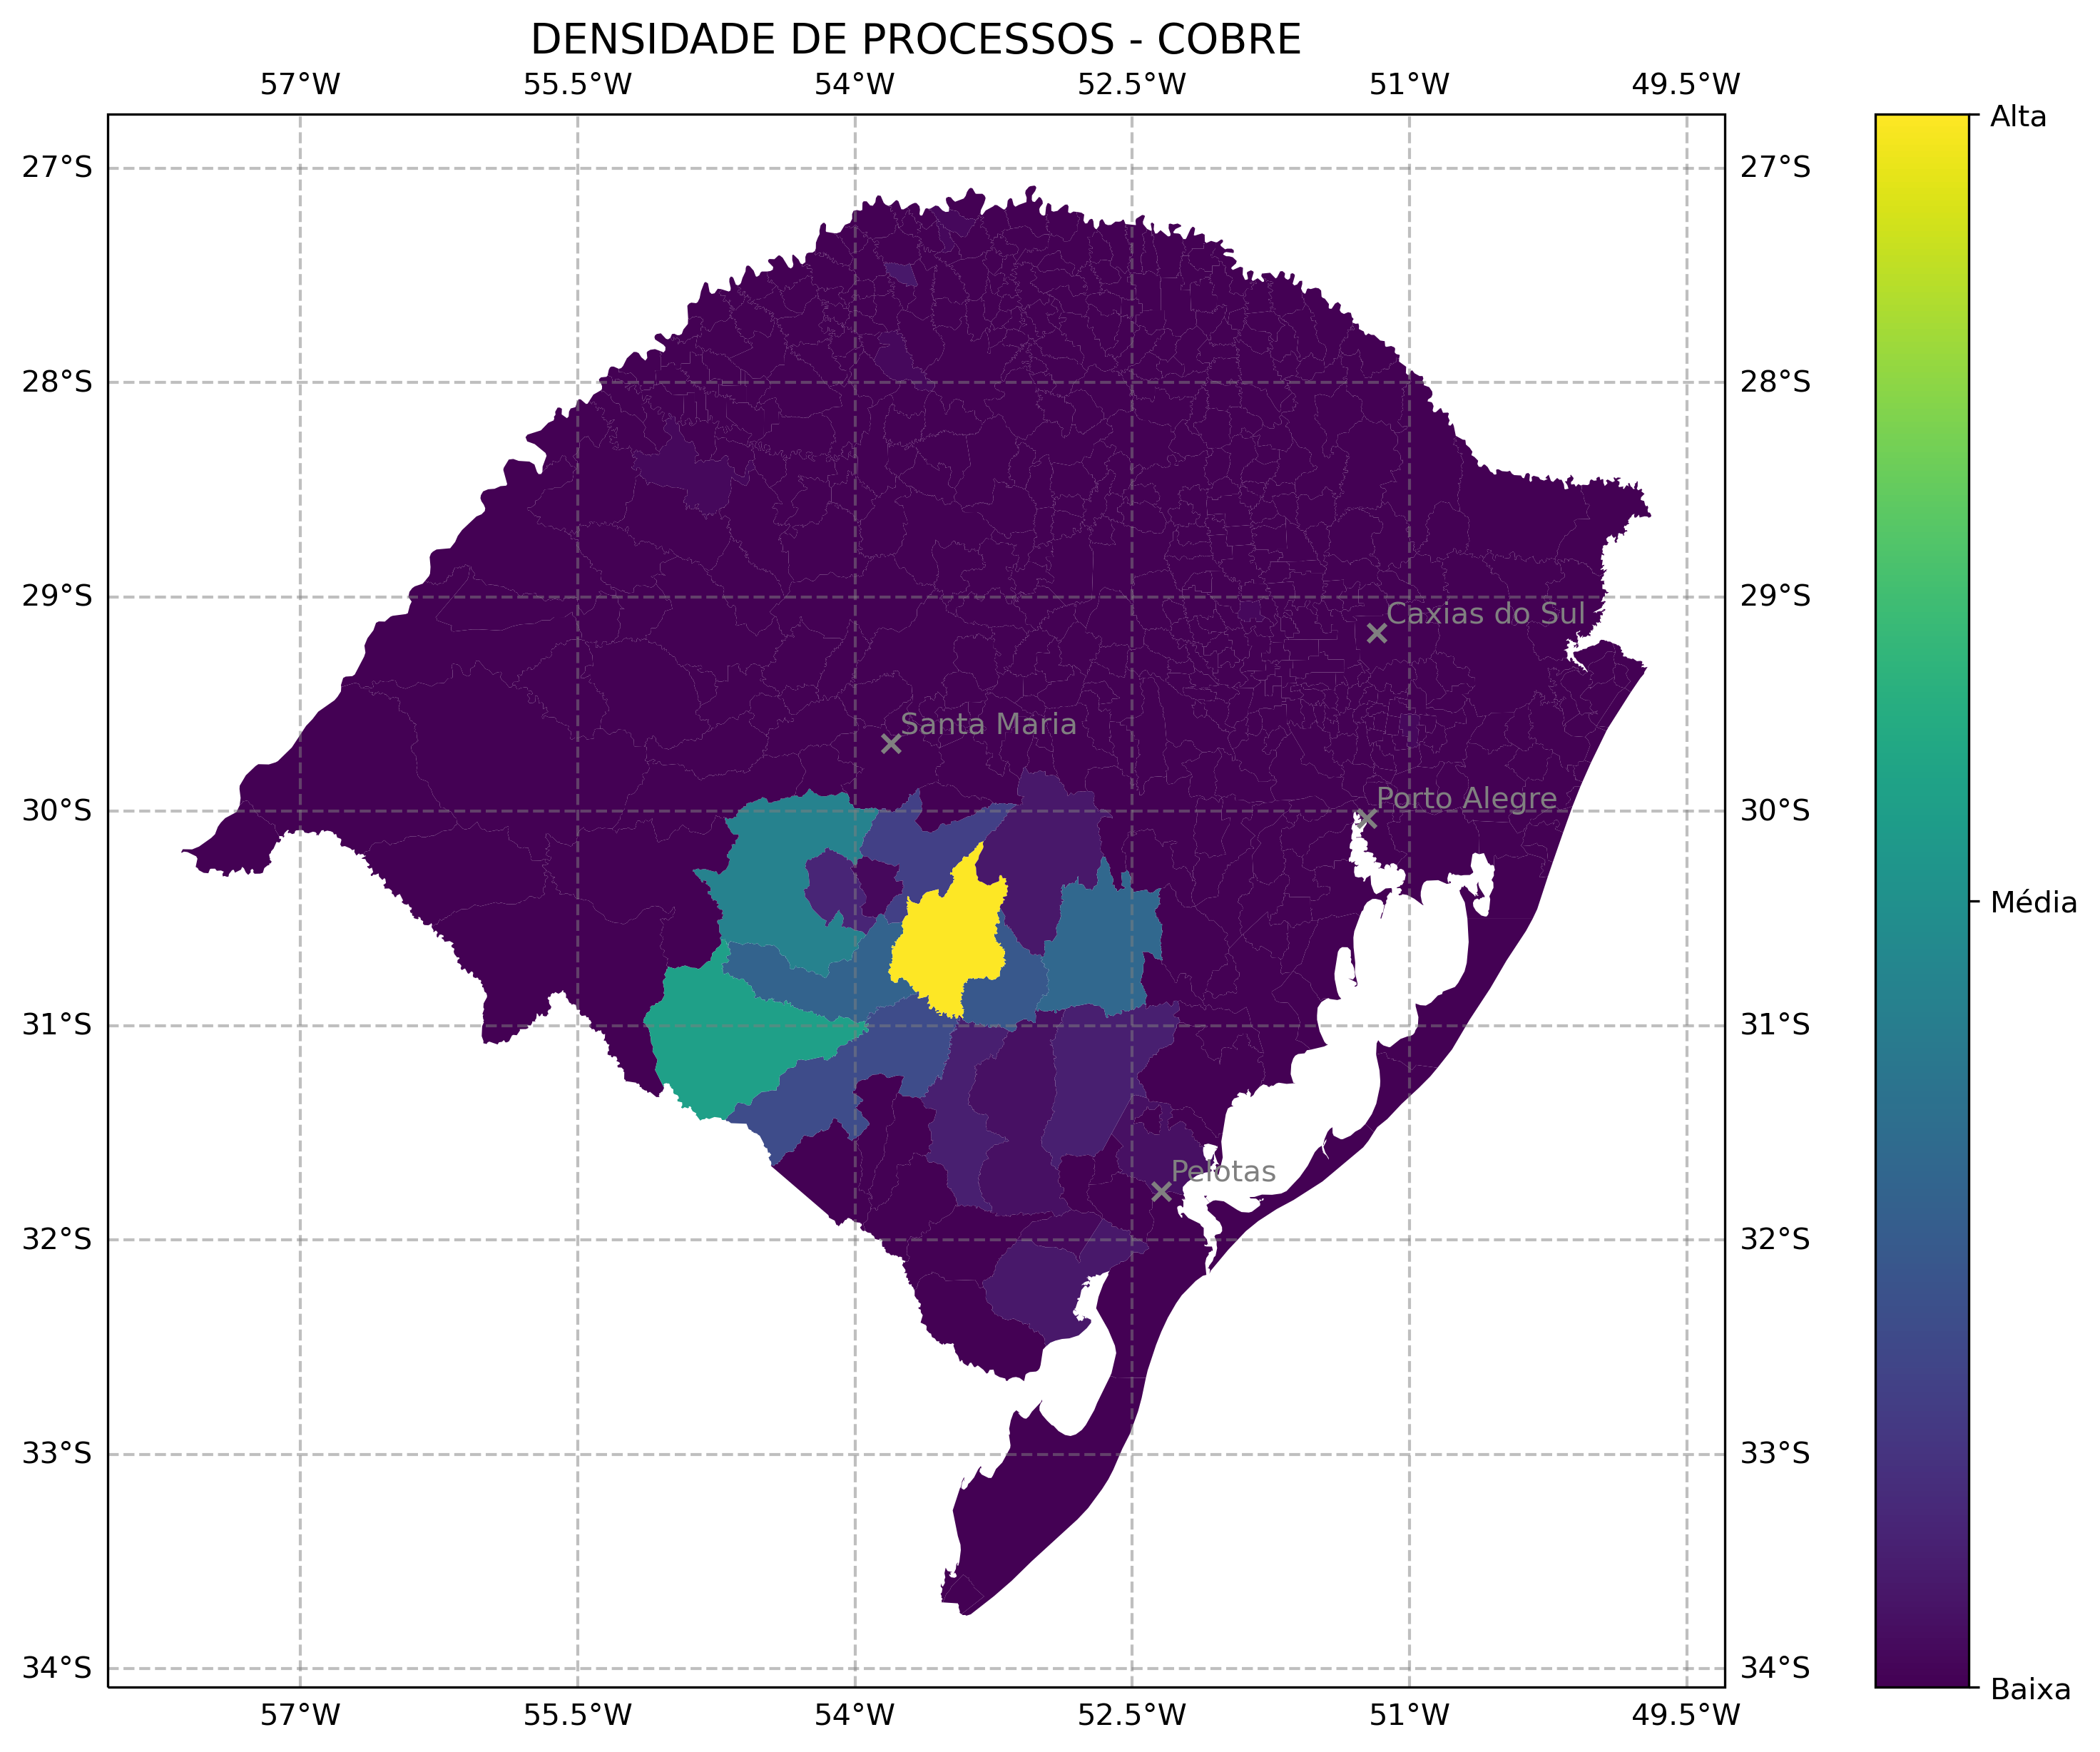 DENSIDADE DE PROCESSOS - COBRE
57°W 55.5°W 54°W 52.5°W 51°W 49.5°W
Alta
27°S 27°S
28°S 28°S
29°S 29°S
Caxias do Sul
Santa Maria
Porto Alegre
30°S 30°S
Média
31°S 31°S
Pelotas
32°S 32°S
33°S 33°S
34°S 34°S
Baixa
57°W 55.5°W 54°W 52.5°W 51°W 49.5°W